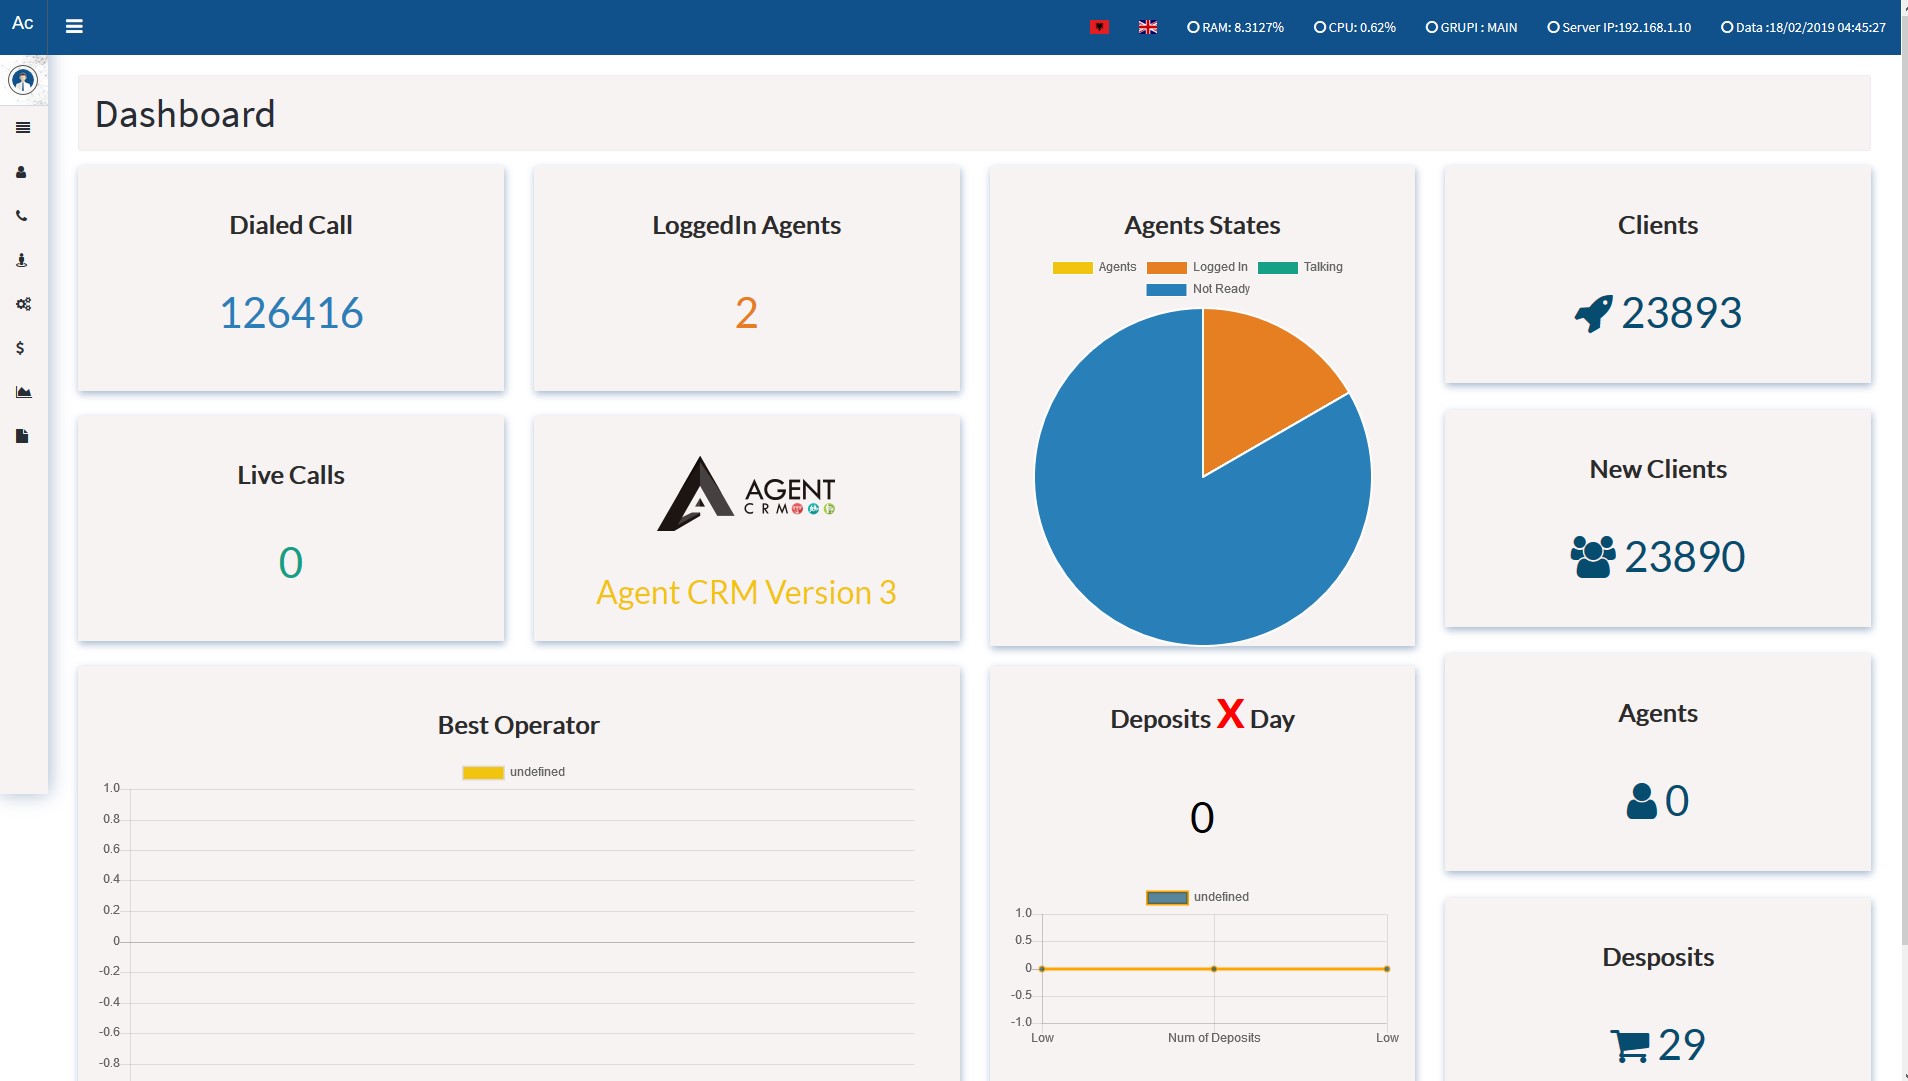 Ac
RAM: 8.3127%
CPU: 0.62%
GRUPI : MAIN
Server IP:192.168.1.10
Data :18/02/2019 04:45:27
Dashboard
Dialed Call
126416
LoggedIn Agents
2
Agents States
Agents
Logged In
Talking
Not Ready
Clients
23893
Live Calls
0
AGENT
CRM
Agent CRM Version 3
New Clients
23890
Best Operator
undefined
1.0
0.8
0.6
0.4
0.2
0
-0.2
-0.4
-0.6
-0.8
Deposits X Day
0
undefined
1.0
0.5
0
-0.5
-1.0
Low
Num of Deposits
Low
Agents
0
Desposits
29